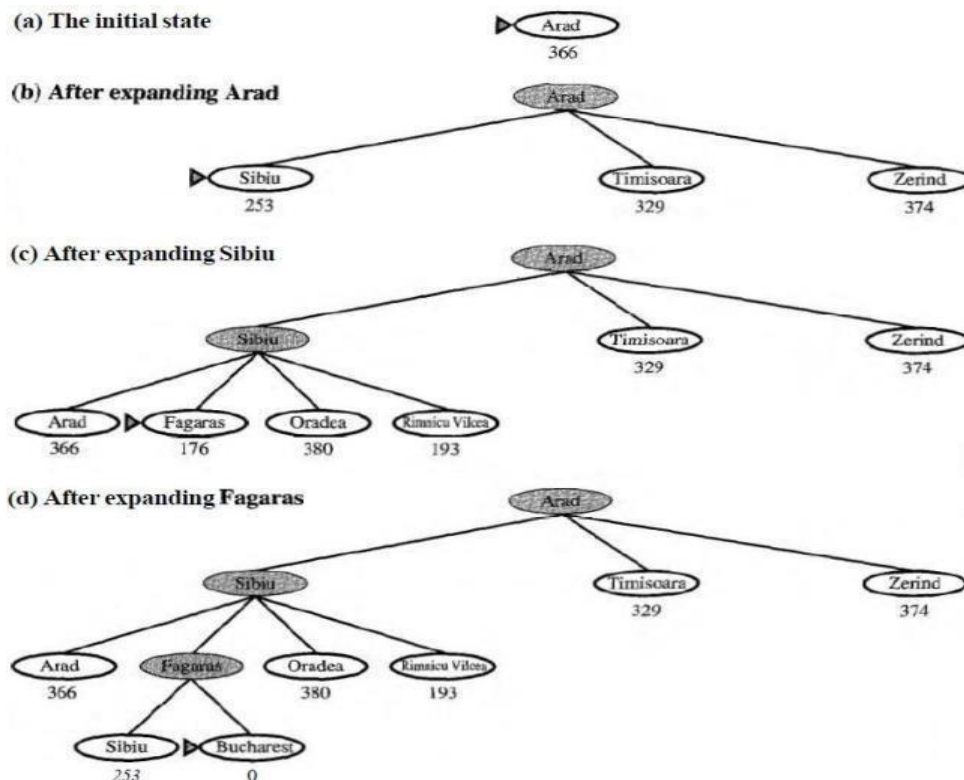 (a) The initial state
Arad
366
(b) After expanding Arad
Arad
Sibiu Timisoara Zerind
253 329 374
(c) After expanding Sibiu
Arad
Sibiu Timisoara Zerind
329 374
Arad Fagaras Oradea Rimnicu Vilcea
366 176 380 193
(d) After expanding Fagaras
Arad
Sibiu Timisoara Zerind
329 374
Arad Fagaras Oradea Rimnicu Vilcea
366 380 193
Sibiu Bucharest
253 0